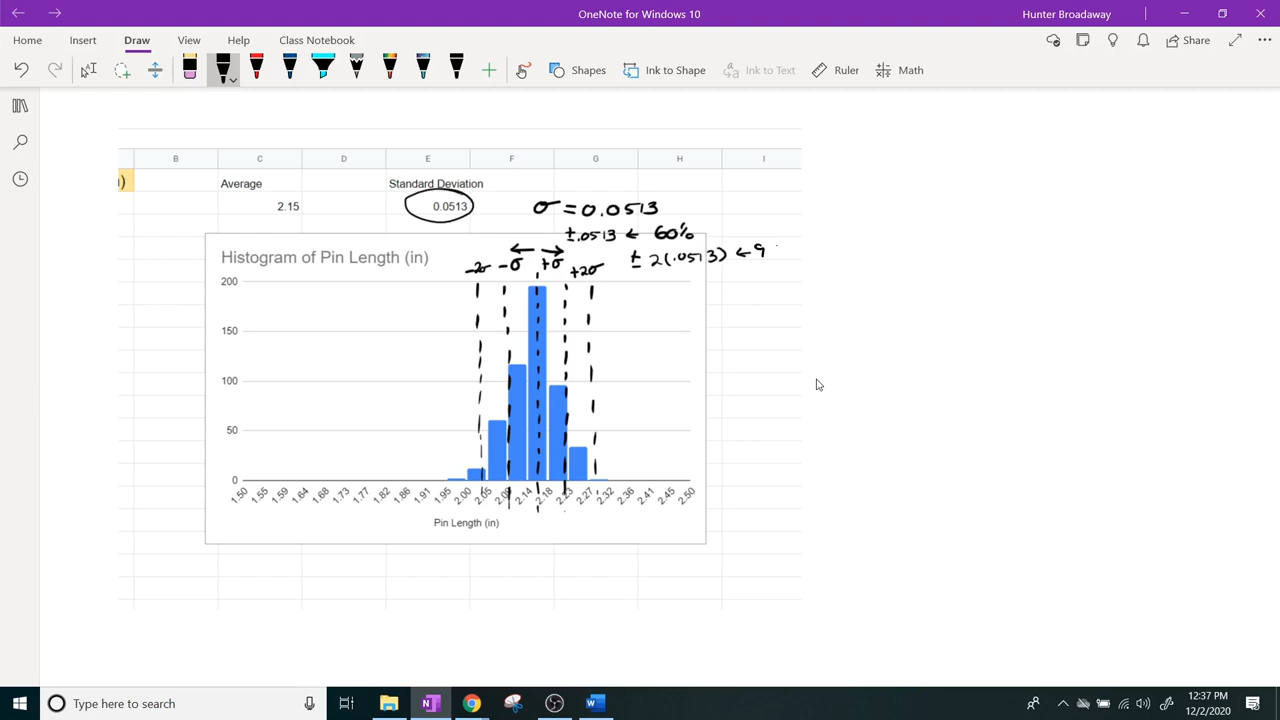 OneNote for Windows 10
Hunter Broadaway
Home Insert Draw View Help Class Notebook
Share
Shapes Ink to Shape Ink to Text Ruler Math
B C D E F G H I
n) Average Standard Deviation
2.15 0.0513
σ = 0.0513
±.0513 ← 60%
± 2(.0513) ← 9
Histogram of Pin Length (in)
-2σ -σ +σ +2σ
200
150
100
50
0
1.50 1.55 1.59 1.64 1.68 1.73 1.77 1.82 1.86 1.91 1.95 2.00 2.05 2.14 2.18 2.23 2.27 2.32 2.36 2.41 2.45 2.50
Pin Length (in)
Type here to search
12:37 PM
12/2/2020